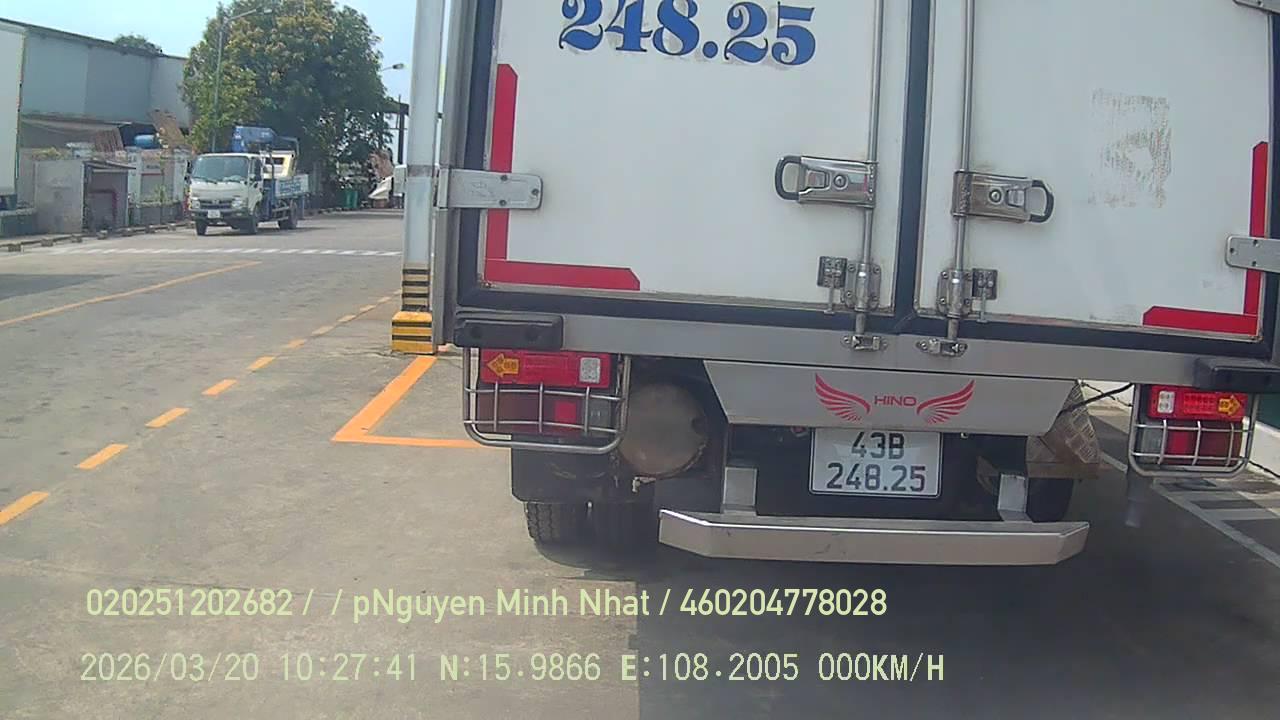 248.25
HINO
43B
248.25
020251202682 / / pNguyen Minh Nhat / 460204778028
2026/03/20 10:27:41 N:15.9866 E:108.2005 000KM/H